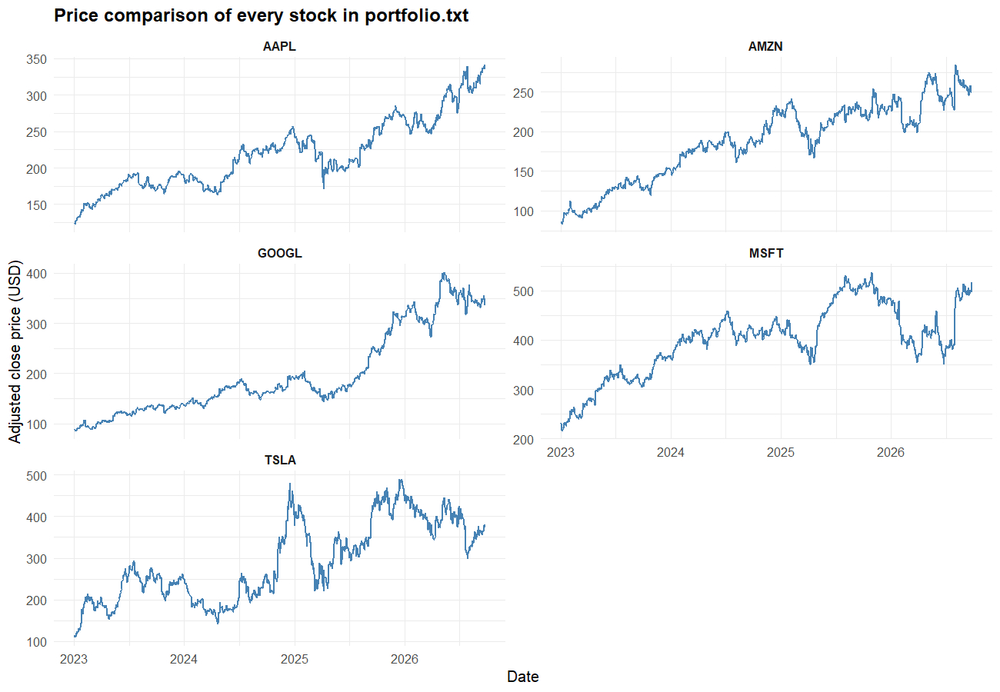 Price comparison of every stock in portfolio.txt
AAPL
350
300
250
200
150
AMZN
250
200
150
100
GOOGL
400
300
200
100
MSFT
500
400
300
200
2023 2024 2025 2026
TSLA
500
400
300
200
100
2023 2024 2025 2026
Adjusted close price (USD)
Date